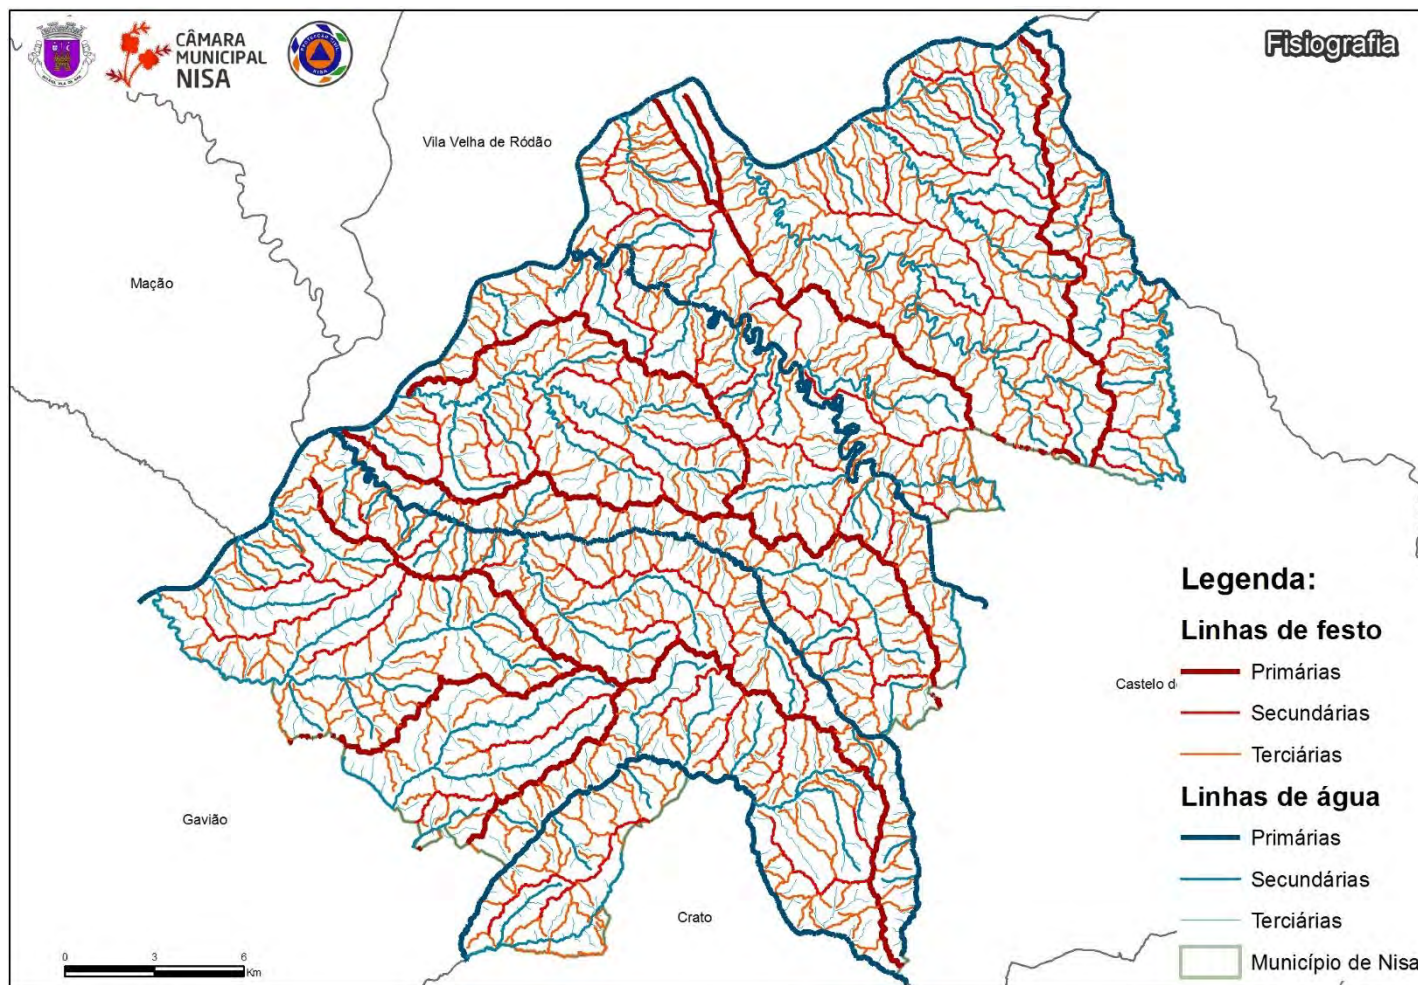 CÂMARA
MUNICIPAL
NISA
Fisiografia
Vila Velha de Ródão
Mação
Gavião
Crato
Castelo d
Legenda:
Linhas de festo
Primárias
Secundárias
Terciárias
Linhas de água
Primárias
Secundárias
Terciárias
Município de Nisa
0 3 6
Km